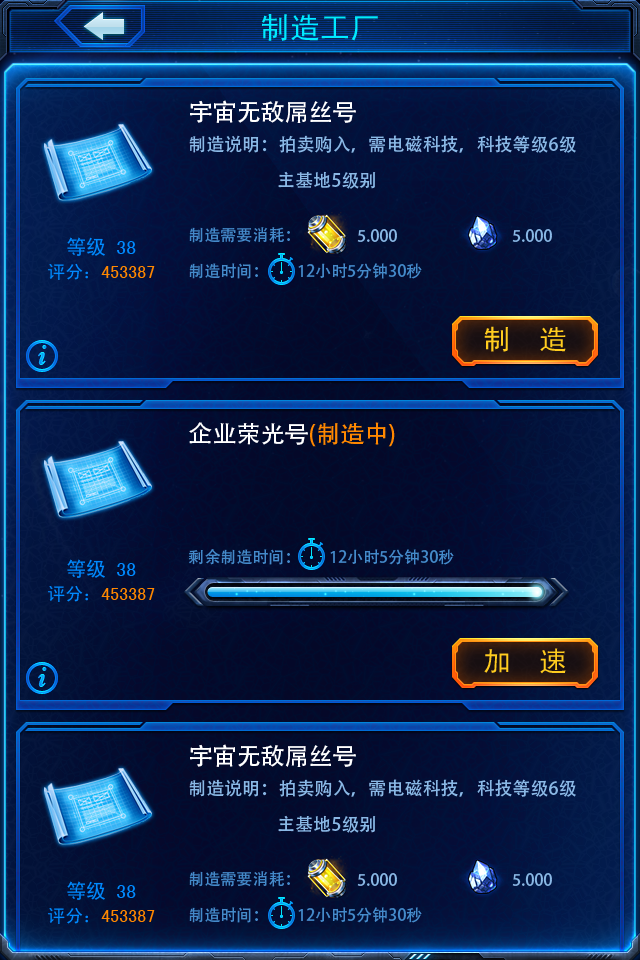 制造工厂
宇宙无敌屌丝号
制造说明：拍卖购入，需电磁科技，科技等级6级
主基地5级别
等级 38
制造需要消耗： 5.000 5.000
评分：453387
制造时间：12小时5分钟30秒
制 造
企业荣光号(制造中)
剩余制造时间：12小时5分钟30秒
等级 38
评分：453387
加 速
宇宙无敌屌丝号
制造说明：拍卖购入，需电磁科技，科技等级6级
主基地5级别
制造需要消耗： 5.000 5.000
等级 38
评分：453387
制造时间：12小时5分钟30秒